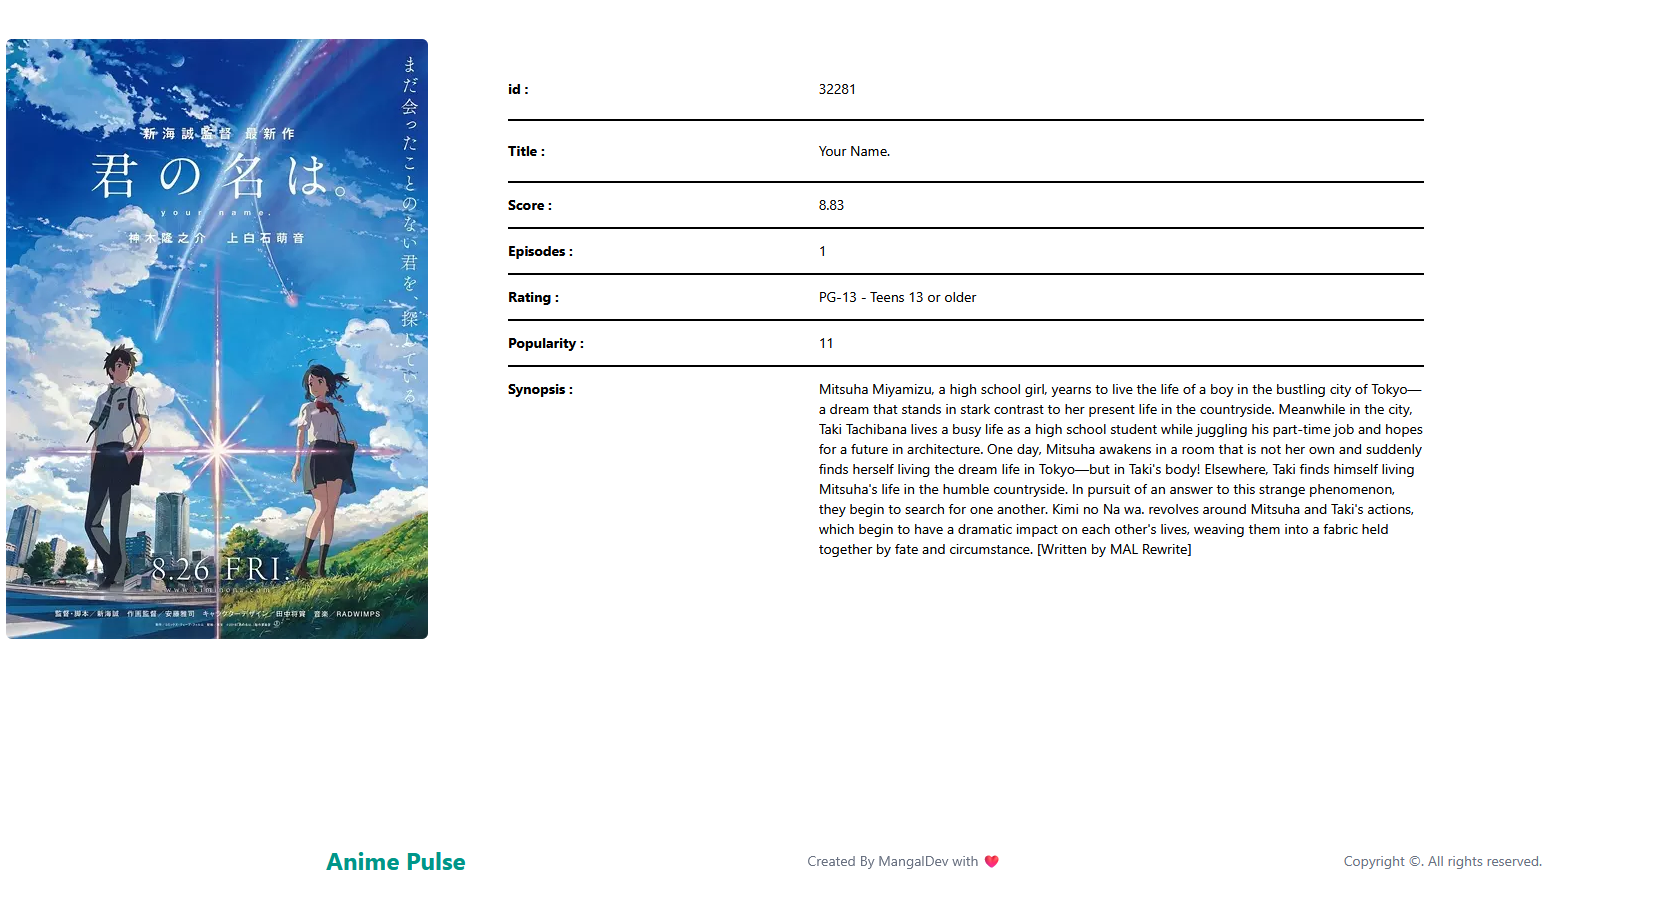 新海誠監督 最新作
君の名は。
your name.
神木隆之介 上白石萌音
まだ会ったことのない君を、探している
8.26 FRI.
www.kiminona.com
監督・脚本／新海誠 作画監督／安藤雅司 キャラクターデザイン／田中将賀 音楽／RADWIMPS
id : 32281
Title : Your Name.
Score : 8.83
Episodes : 1
Rating : PG-13 - Teens 13 or older
Popularity : 11
Synopsis : Mitsuha Miyamizu, a high school girl, yearns to live the life of a boy in the bustling city of Tokyo—
a dream that stands in stark contrast to her present life in the countryside. Meanwhile in the city,
Taki Tachibana lives a busy life as a high school student while juggling his part-time job and hopes
for a future in architecture. One day, Mitsuha awakens in a room that is not her own and suddenly
finds herself living the dream life in Tokyo—but in Taki's body! Elsewhere, Taki finds himself living
Mitsuha's life in the humble countryside. In pursuit of an answer to this strange phenomenon,
they begin to search for one another. Kimi no Na wa. revolves around Mitsuha and Taki's actions,
which begin to have a dramatic impact on each other's lives, weaving them into a fabric held
together by fate and circumstance. [Written by MAL Rewrite]
Anime Pulse
Created By MangalDev with ❤
Copyright ©. All rights reserved.